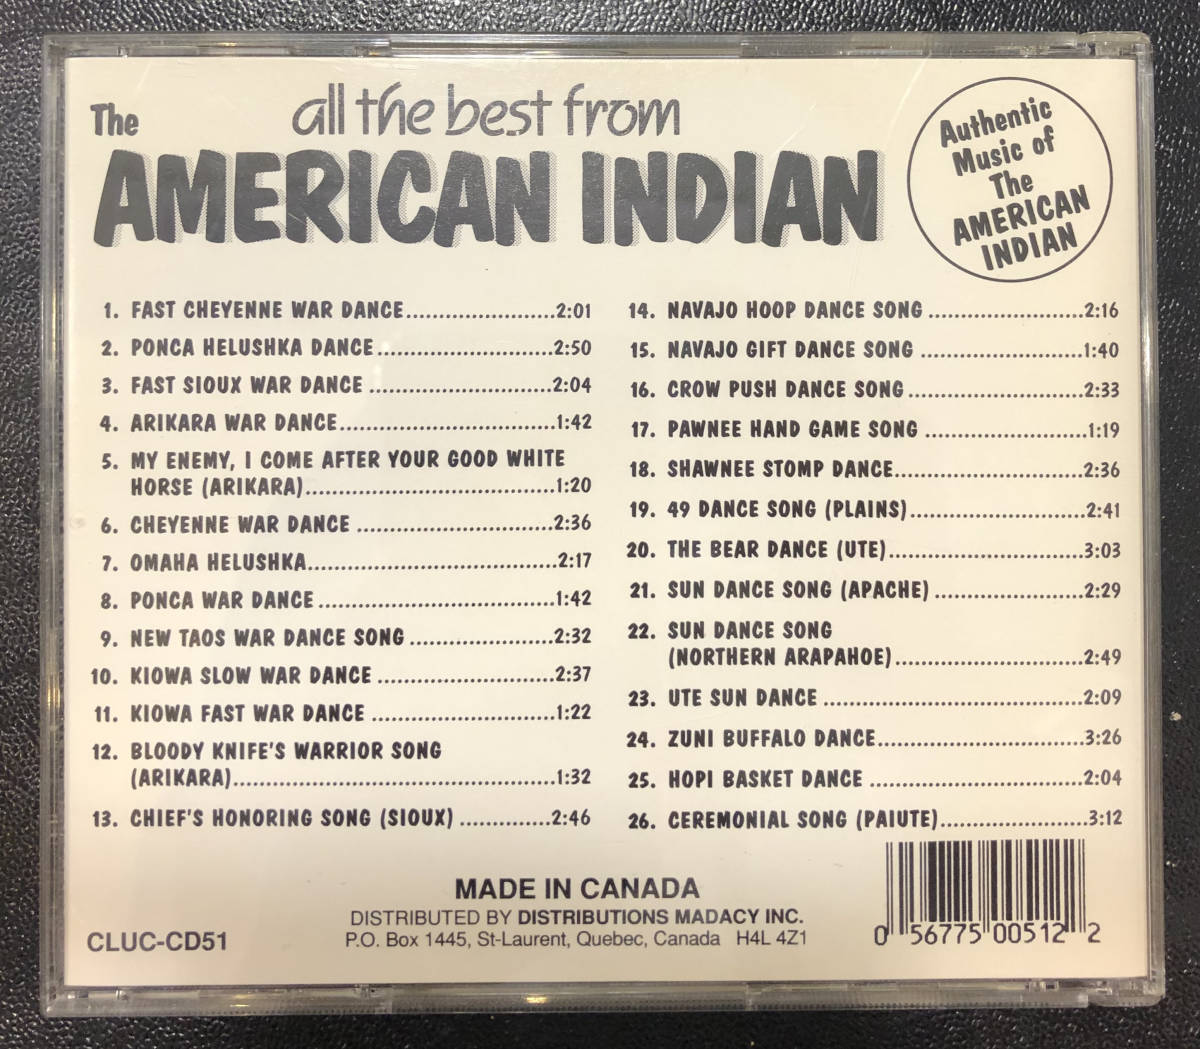 all the best from
The
AMERICAN INDIAN
Authentic
Music of
The
AMERICAN
INDIAN
1. FAST CHEYENNE WAR DANCE........................2:01
2. PONCA HELUSHKA DANCE.............................2:50
3. FAST SIOUX WAR DANCE ..............................2:04
4. ARIKARA WAR DANCE....................................1:42
5. MY ENEMY, I COME AFTER YOUR GOOD WHITE
HORSE (ARIKARA).........................................1:20
6. CHEYENNE WAR DANCE ................................2:36
7. OMAHA HELUSHKA.........................................2:17
8. PONCA WAR DANCE .......................................1:42
9. NEW TAOS WAR DANCE SONG .......................2:32
10. KIOWA SLOW WAR DANCE .............................2:37
11. KIOWA FAST WAR DANCE ..............................1:22
12. BLOODY KNIFE'S WARRIOR SONG
(ARIKARA).....................................................1:32
13. CHIEF'S HONORING SONG (SIOUX) ...............2:46
14. NAVAJO HOOP DANCE SONG .........................2:16
15. NAVAJO GIFT DANCE SONG ..........................1:40
16. CROW PUSH DANCE SONG............................2:33
17. PAWNEE HAND GAME SONG ..........................1:19
18. SHAWNEE STOMP DANCE...............................2:36
19. 49 DANCE SONG (PLAINS).............................2:41
20. THE BEAR DANCE (UTE)................................3:03
21. SUN DANCE SONG (APACHE) ........................2:29
22. SUN DANCE SONG
(NORTHERN ARAPAHOE)...............................2:49
23. UTE SUN DANCE ...........................................2:09
24. ZUNI BUFFALO DANCE..................................3:26
25. HOPI BASKET DANCE ...................................2:04
26. CEREMONIAL SONG (PAIUTE)........................3:12
MADE IN CANADA
DISTRIBUTED BY DISTRIBUTIONS MADACY INC.
P.O. Box 1445, St-Laurent, Quebec, Canada H4L 4Z1
CLUC-CD51
0 56775 00512 2